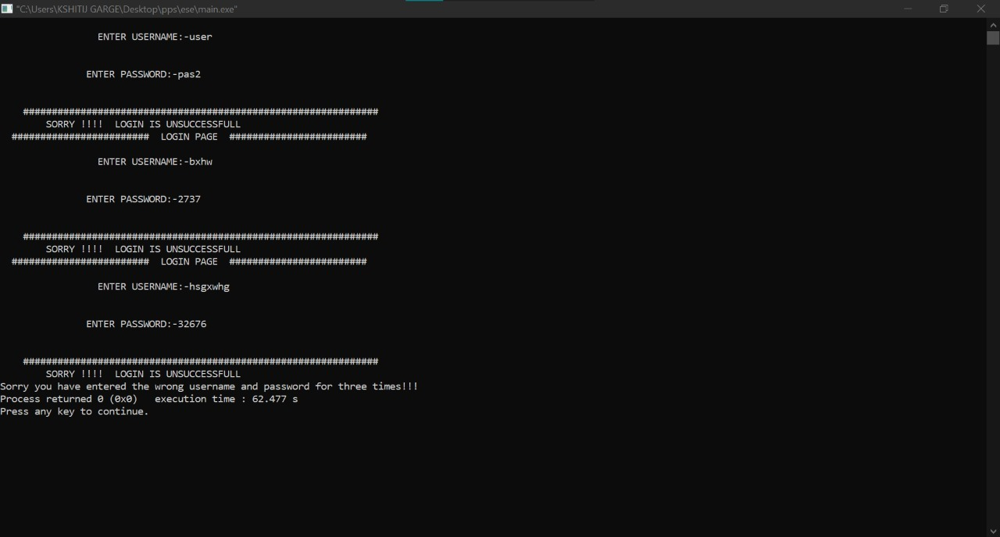 "C:\Users\KSHITIJ GARGE\Desktop\pps\ese\main.exe"
ENTER USERNAME:-user
ENTER PASSWORD:-pas2
##############################################################
SORRY !!!!  LOGIN IS UNSUCCESSFULL
########################  LOGIN PAGE  ########################
ENTER USERNAME:-bxhw
ENTER PASSWORD:-2737
##############################################################
SORRY !!!!  LOGIN IS UNSUCCESSFULL
########################  LOGIN PAGE  ########################
ENTER USERNAME:-hsgxwhg
ENTER PASSWORD:-32676
##############################################################
SORRY !!!!  LOGIN IS UNSUCCESSFULL
Sorry you have entered the wrong username and password for three times!!!
Process returned 0 (0x0)   execution time : 62.477 s
Press any key to continue.